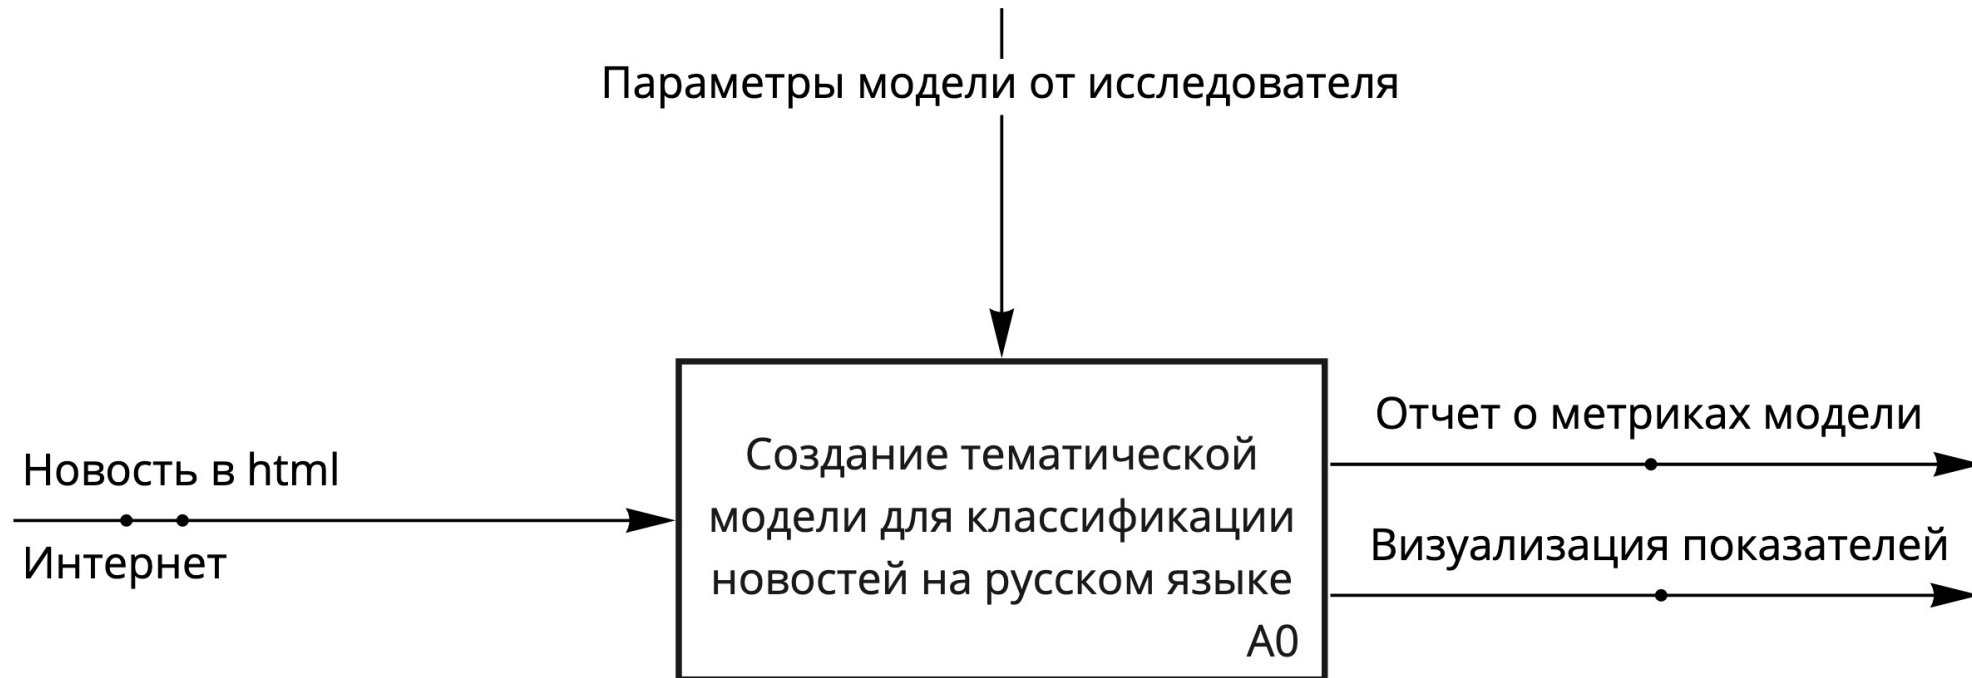 Параметры модели от исследователя
Новость в html
Интернет
Создание тематической
модели для классификации
новостей на русском языке
A0
Отчет о метриках модели
Визуализация показателей